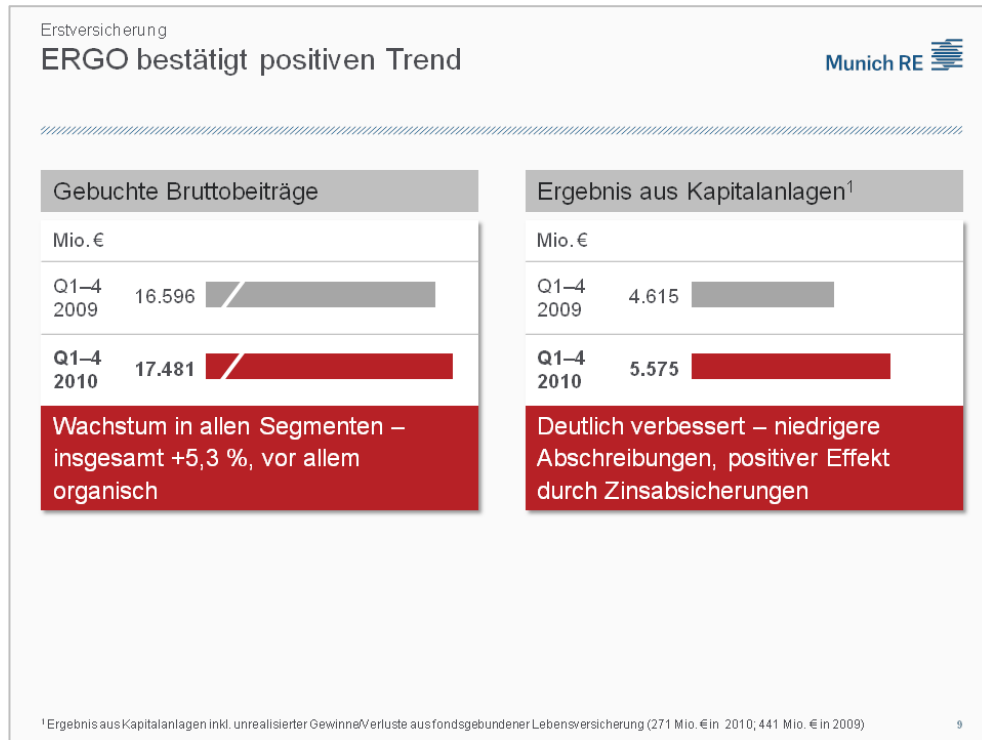 Erstversicherung
ERGO bestätigt positiven Trend
Munich RE
Gebuchte Bruttobeiträge
Mio. €
Q1–4
2009
16.596
Q1–4
2010
17.481
Wachstum in allen Segmenten –
insgesamt +5,3 %, vor allem
organisch
Ergebnis aus Kapitalanlagen¹
Mio. €
Q1–4
2009
4.615
Q1–4
2010
5.575
Deutlich verbessert – niedrigere
Abschreibungen, positiver Effekt
durch Zinsabsicherungen
¹ Ergebnis aus Kapitalanlagen inkl. unrealisierter Gewinne/Verluste aus fondsgebundener Lebensversicherung (271 Mio. € in 2010; 441 Mio. € in 2009)
9